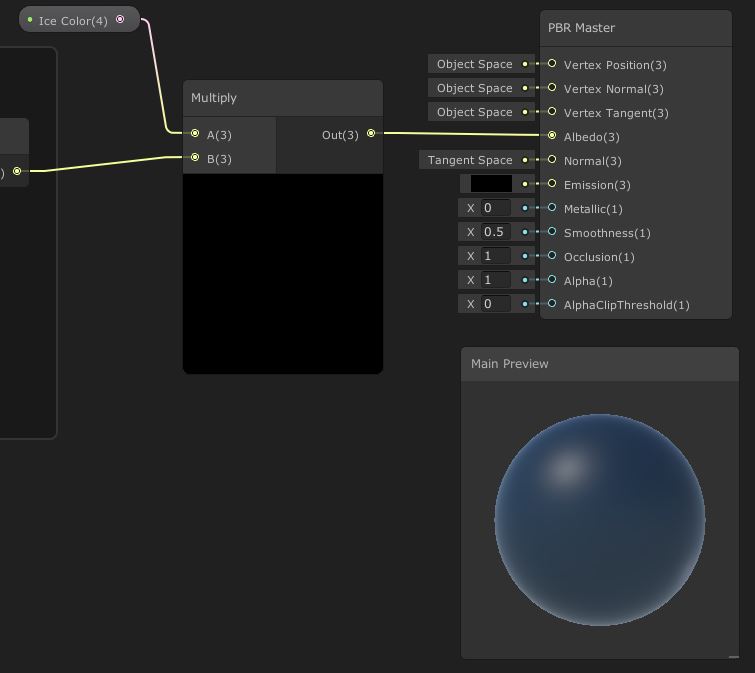 Ice Color(4)
PBR Master
Object Space
Vertex Position(3)
Object Space
Vertex Normal(3)
Multiply
Object Space
Vertex Tangent(3)
A(3)
Out(3)
Albedo(3)
B(3)
Tangent Space
Normal(3)
)
Emission(3)
X 0
Metallic(1)
X 0.5
Smoothness(1)
X 1
Occlusion(1)
X 1
Alpha(1)
X 0
AlphaClipThreshold(1)
Main Preview